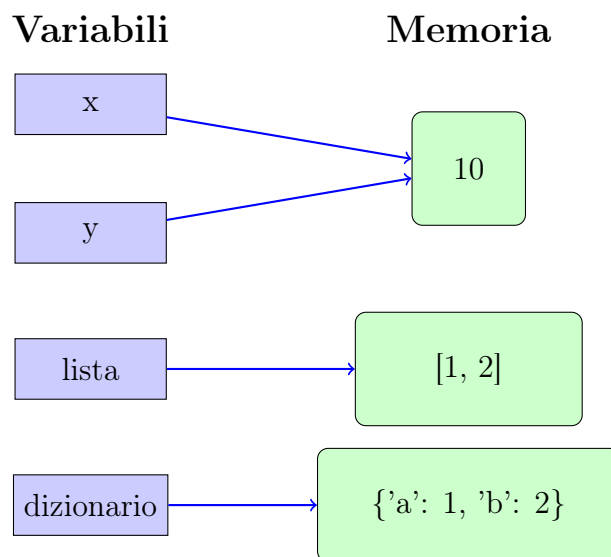 Variabili Memoria
x
10
y
lista [1, 2]
dizionario {'a': 1, 'b': 2}